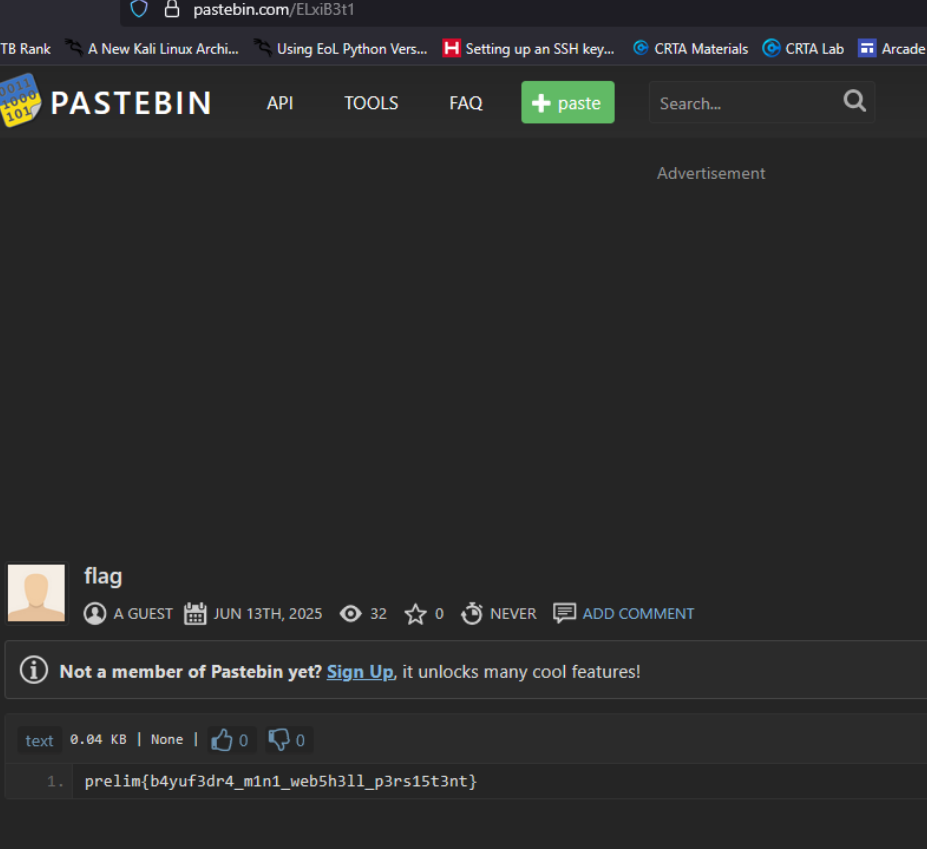 pastebin.com/ELxiB3t1
TB Rank A New Kali Linux Archi... Using EoL Python Vers... H Setting up an SSH key... CRTA Materials CRTA Lab Arcade
0011
1000
101
PASTEBIN API TOOLS FAQ + paste Search...
Advertisement
flag
A GUEST JUN 13TH, 2025 32 0 NEVER ADD COMMENT
Not a member of Pastebin yet? Sign Up, it unlocks many cool features!
text 0.04 KB | None | 0 0
1. prelim{b4yuf3dr4_m1n1_web5h3ll_p3rs15t3nt}